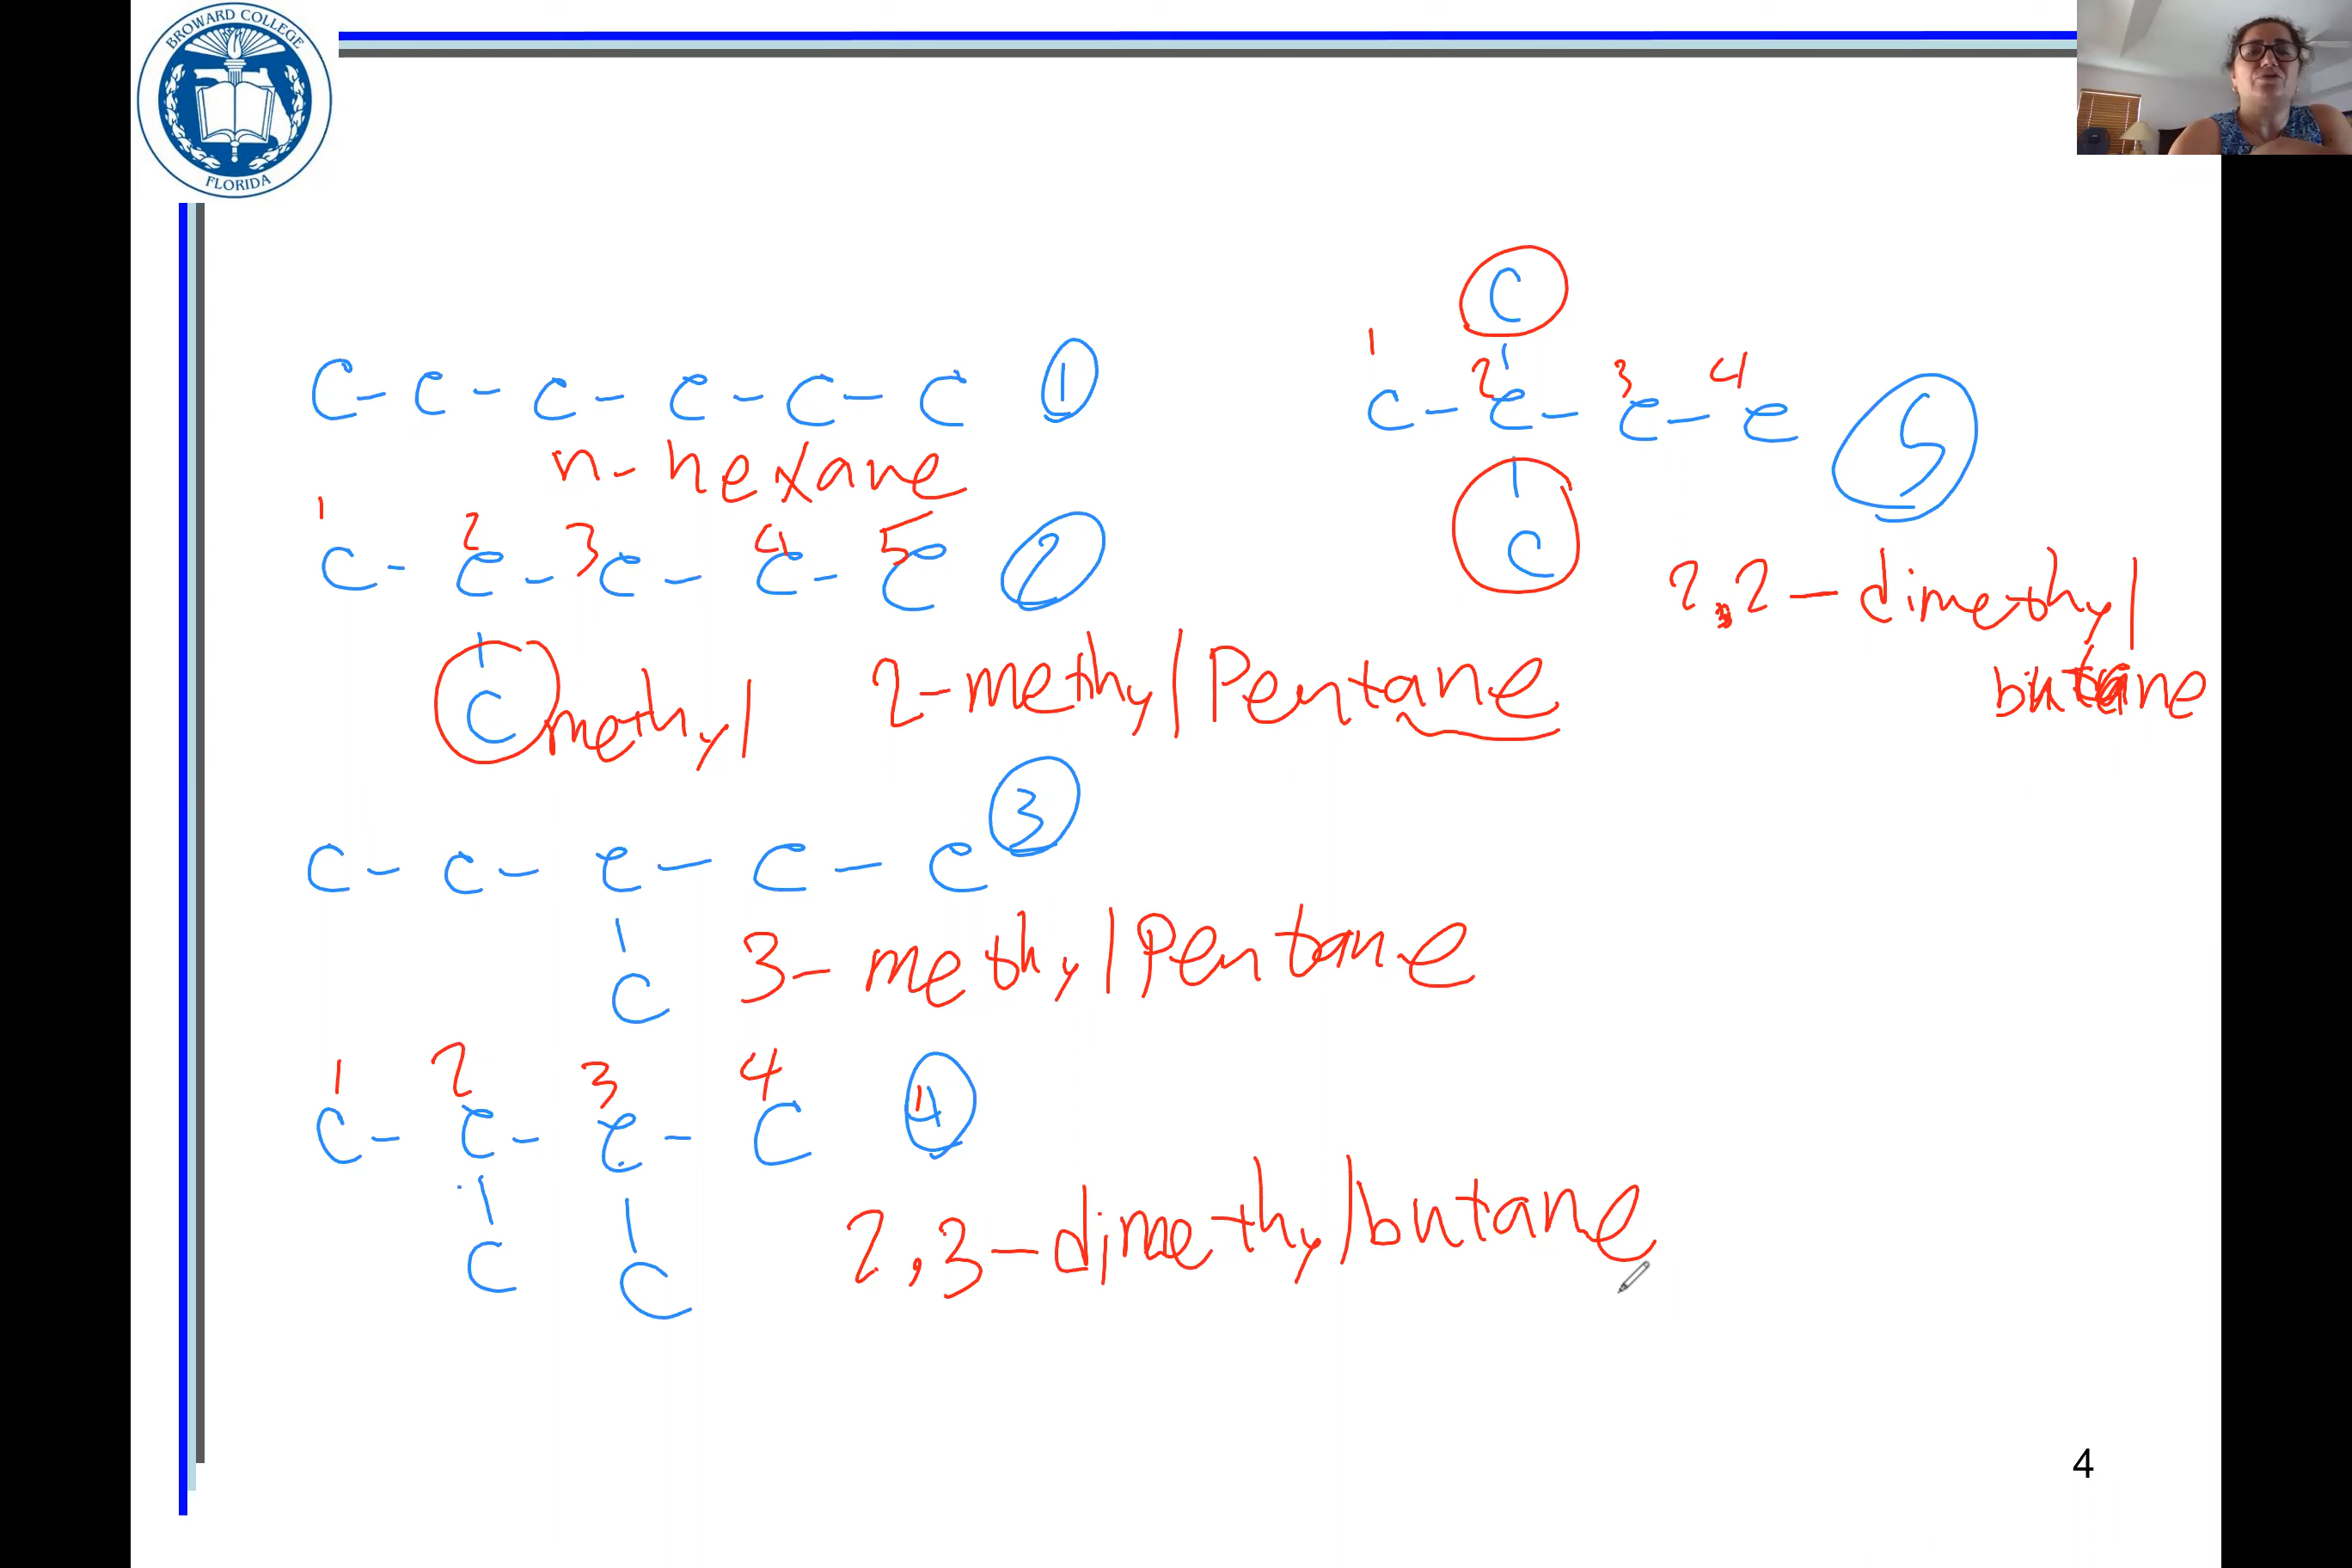 BROWARD COLLEGE
FLORIDA
C - C - C - C - C - C 1
n - hexane
1 2 3 4 5
C - C - C - C - C 2
C methyl
2-methylPentane
C - C - C - C - C 3
C
3-methylPentane
1 2 3 4
C - C - C - C 4
C C
2,3-dimethylbutane
C
1 2 3 4
C - C - C - C 5
C
2,2-dimethyl
butane
4